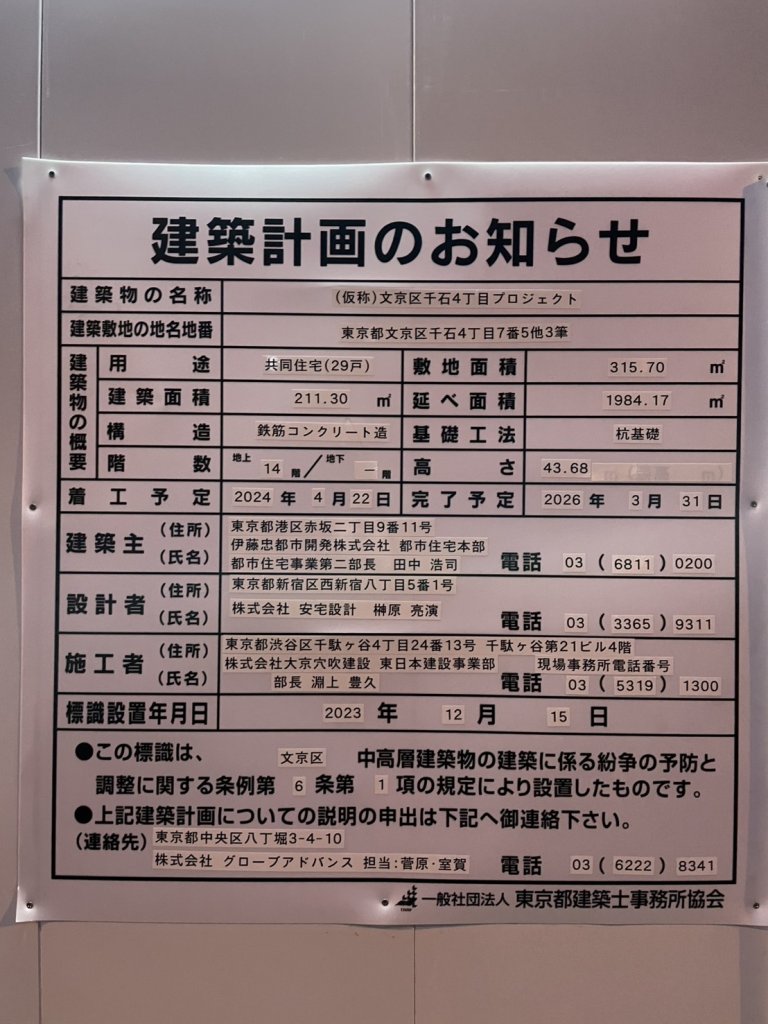 建築計画のお知らせ
建築物の名称 (仮称)文京区千石4丁目プロジェクト
建築敷地の地名地番 東京都文京区千石4丁目7番5他3筆
建築物の概要
用途 共同住宅(29戸) 敷地面積 315.70 ㎡
建築面積 211.30 ㎡ 延べ面積 1984.17 ㎡
構造 鉄筋コンクリート造 基礎工法 杭基礎
階数 地上 14 階/地下 ― 階 高さ 43.68
着工予定 2024 年 4 月 22 日 完了予定 2026 年 3 月 31 日
建築主 (住所) 東京都港区赤坂二丁目9番11号
伊藤忠都市開発株式会社 都市住宅本部
(氏名) 都市住宅事業第二部長 田中 浩司 電話 03 (6811) 0200
設計者 (住所) 東京都新宿区西新宿八丁目5番1号
(氏名) 株式会社 安宅設計 榊原 亮演 電話 03 (3365) 9311
施工者 (住所) 東京都渋谷区千駄ヶ谷4丁目24番13号 千駄ヶ谷第21ビル4階
株式会社大京穴吹建設 東日本建設事業部 現場事務所電話番号
(氏名) 部長 淵上 豊久 電話 03 (5319) 1300
標識設置年月日 2023 年 12 月 15 日
●この標識は、 文京区 中高層建築物の建築に係る紛争の予防と
調整に関する条例第 6 条第 1 項の規定により設置したものです。
●上記建築計画についての説明の申出は下記へ御連絡下さい。
(連絡先) 東京都中央区八丁堀3-4-10
株式会社 グローブアドバンス 担当:菅原・室賀 電話 03 (6222) 8341
一般社団法人 東京都建築士事務所協会